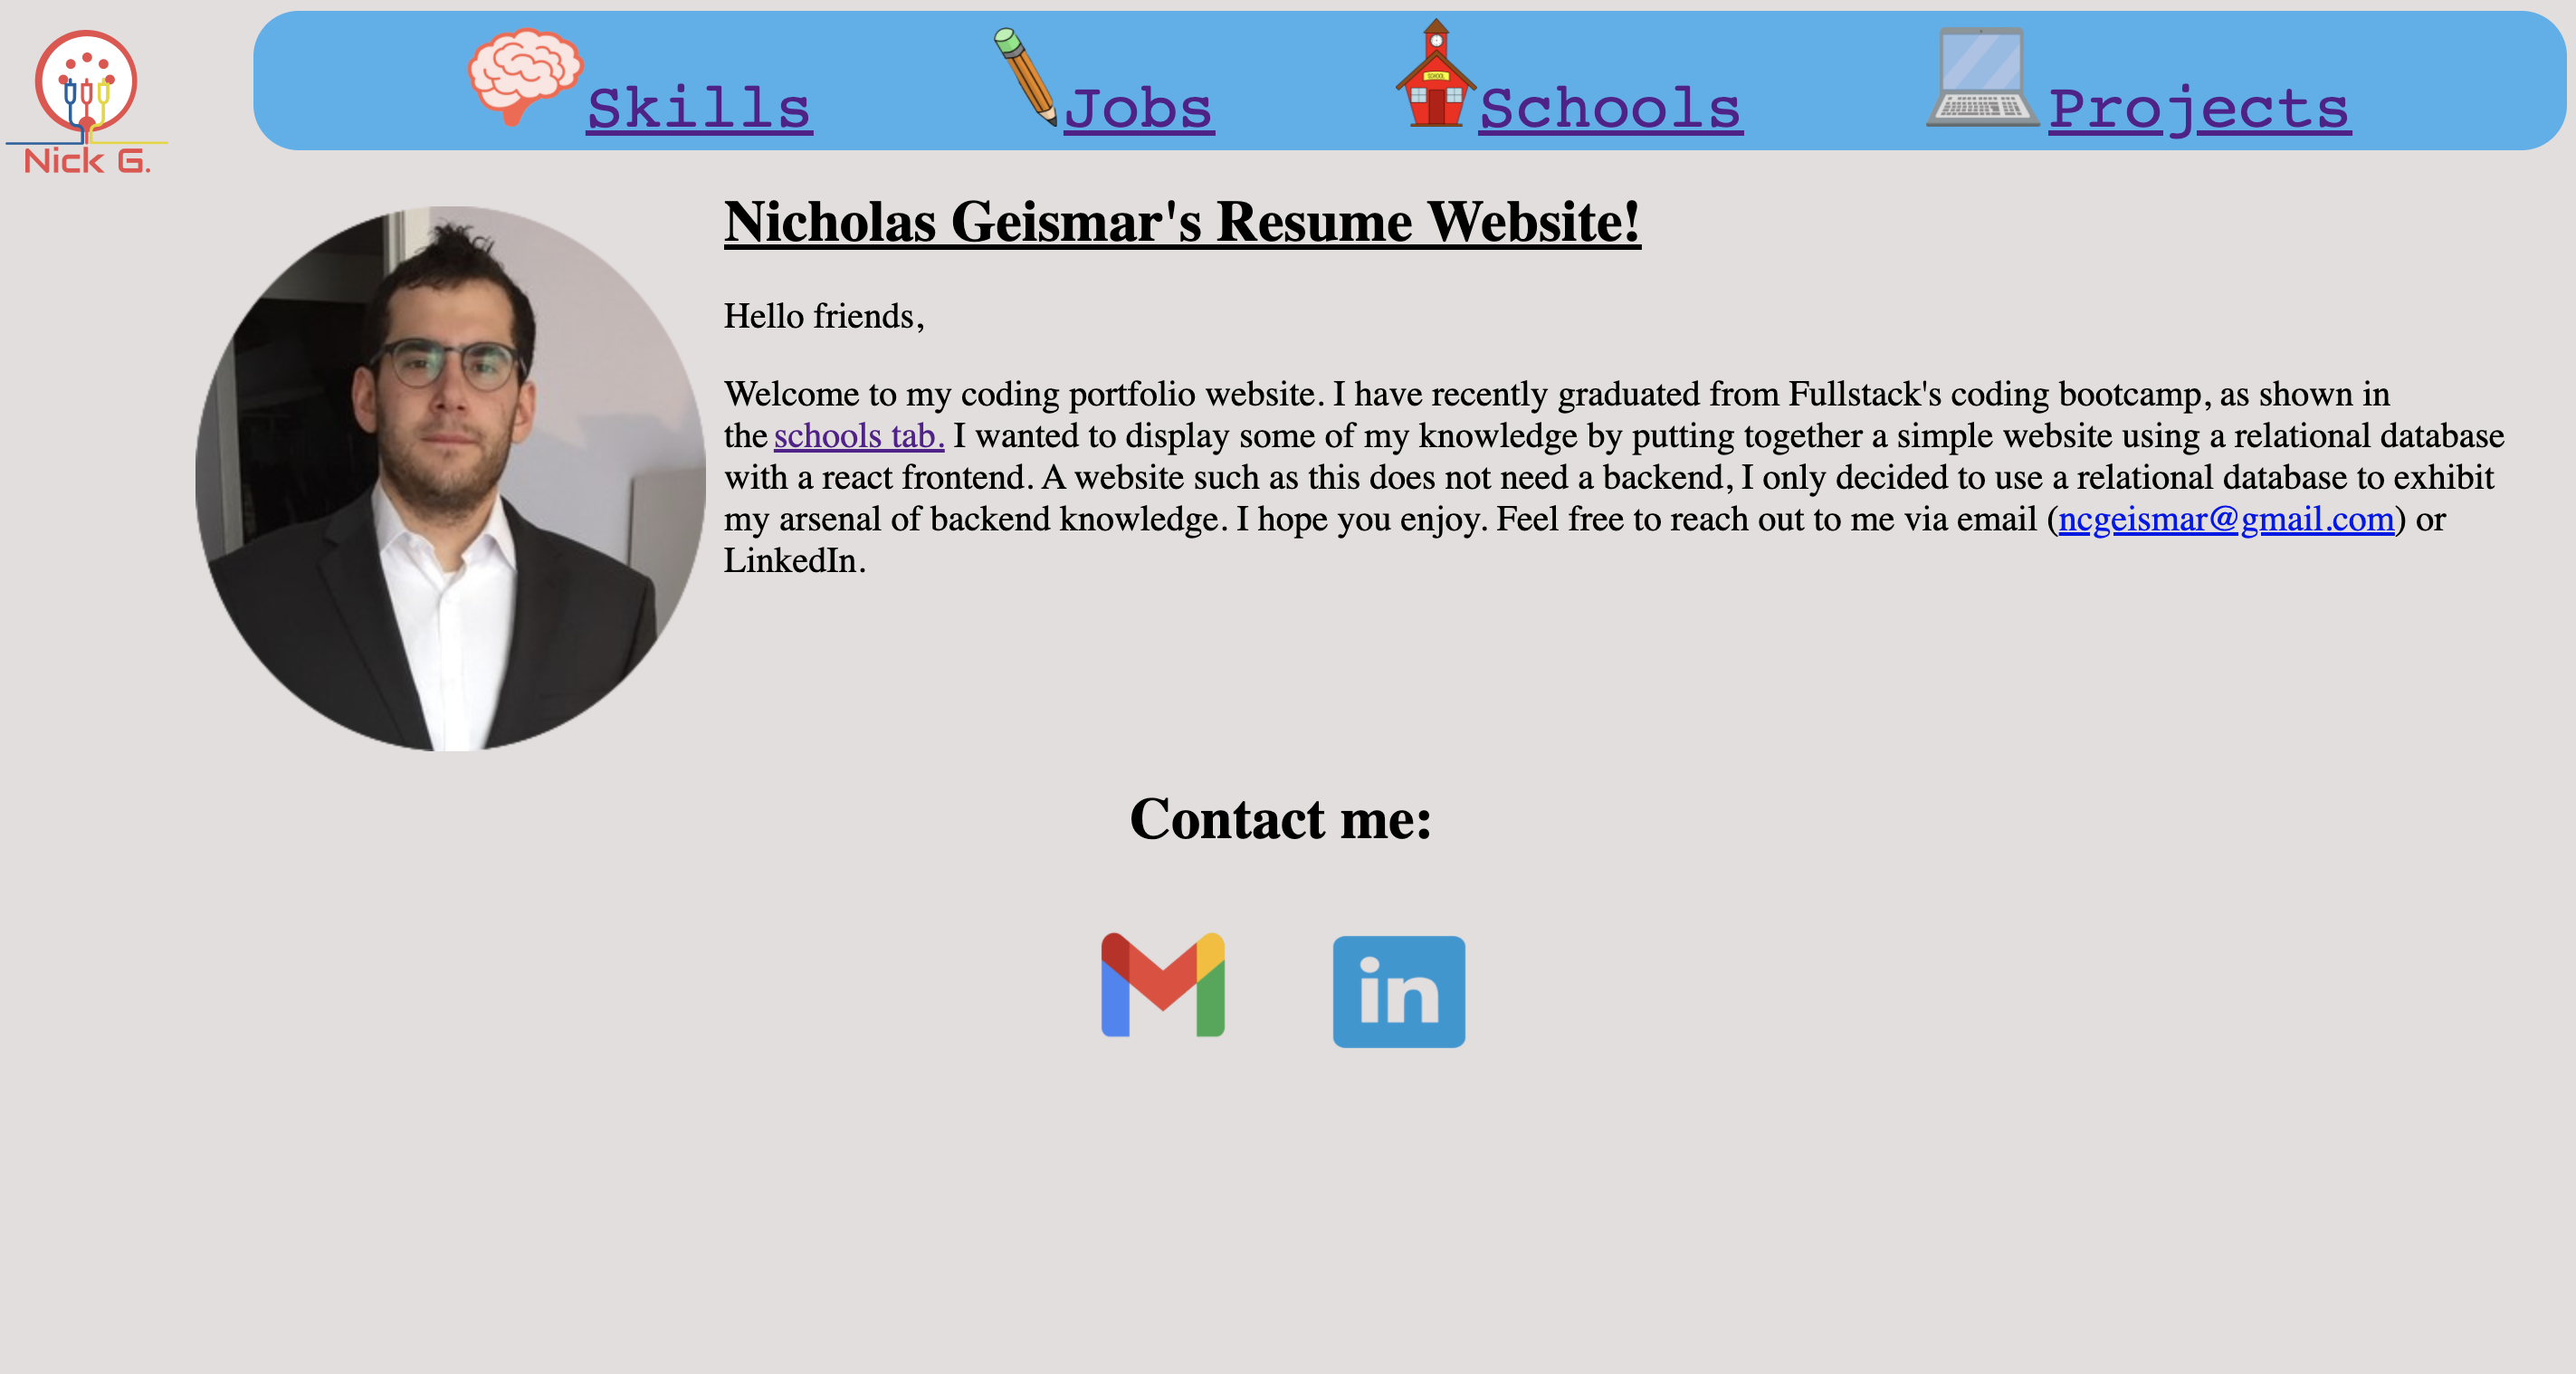 Nick G.
Skills
Jobs
SCHOOL
Schools
Projects
Nicholas Geismar's Resume Website!
Hello friends,
Welcome to my coding portfolio website. I have recently graduated from Fullstack's coding bootcamp, as shown in
the schools tab. I wanted to display some of my knowledge by putting together a simple website using a relational database
with a react frontend. A website such as this does not need a backend, I only decided to use a relational database to exhibit
my arsenal of backend knowledge. I hope you enjoy. Feel free to reach out to me via email (ncgeismar@gmail.com) or
LinkedIn.
Contact me:
in